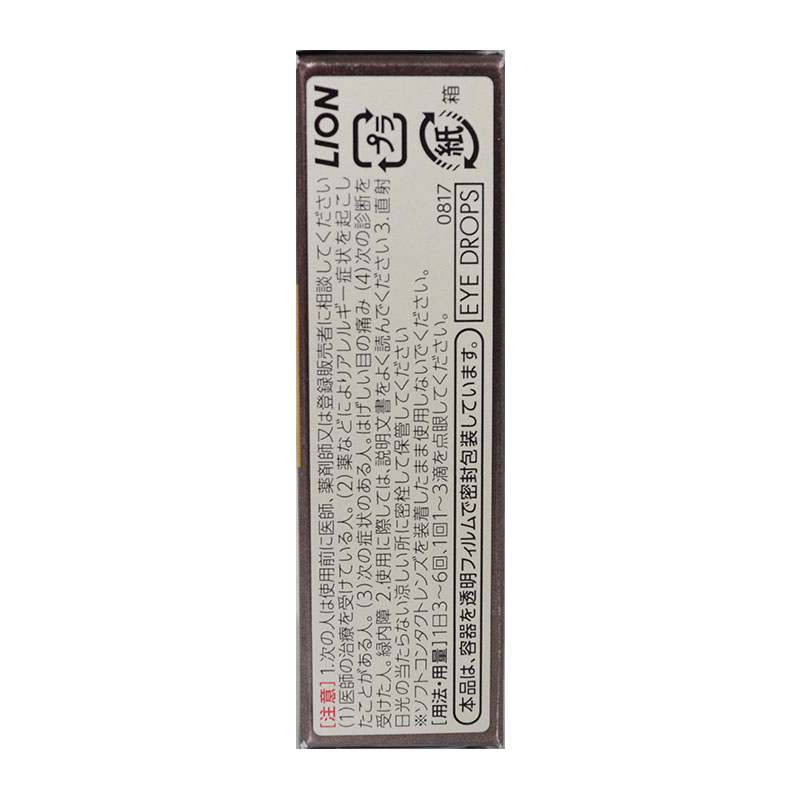 [注意] 1.次の人は使用前に医師、薬剤師又は登録販売者に相談してください
(1)医師の治療を受けている人。(2)薬などによりアレルギー症状を起こし
たことがある人。(3)次の症状のある人。はげしい目の痛み (4)次の診断を
受けた人。緑内障 2.使用に際しては、説明文書をよく読んでください 3.直射
日光の当たらない涼しい所に密栓して保管してください
※ソフトコンタクトレンズを装着したまま使用しないでください。
[用法・用量] 1日3〜6回、1回1〜3滴を点眼してください。
本品は、容器を透明フィルムで密封包装しています。
EYE DROPS
0817
LION
プラ
紙
箱